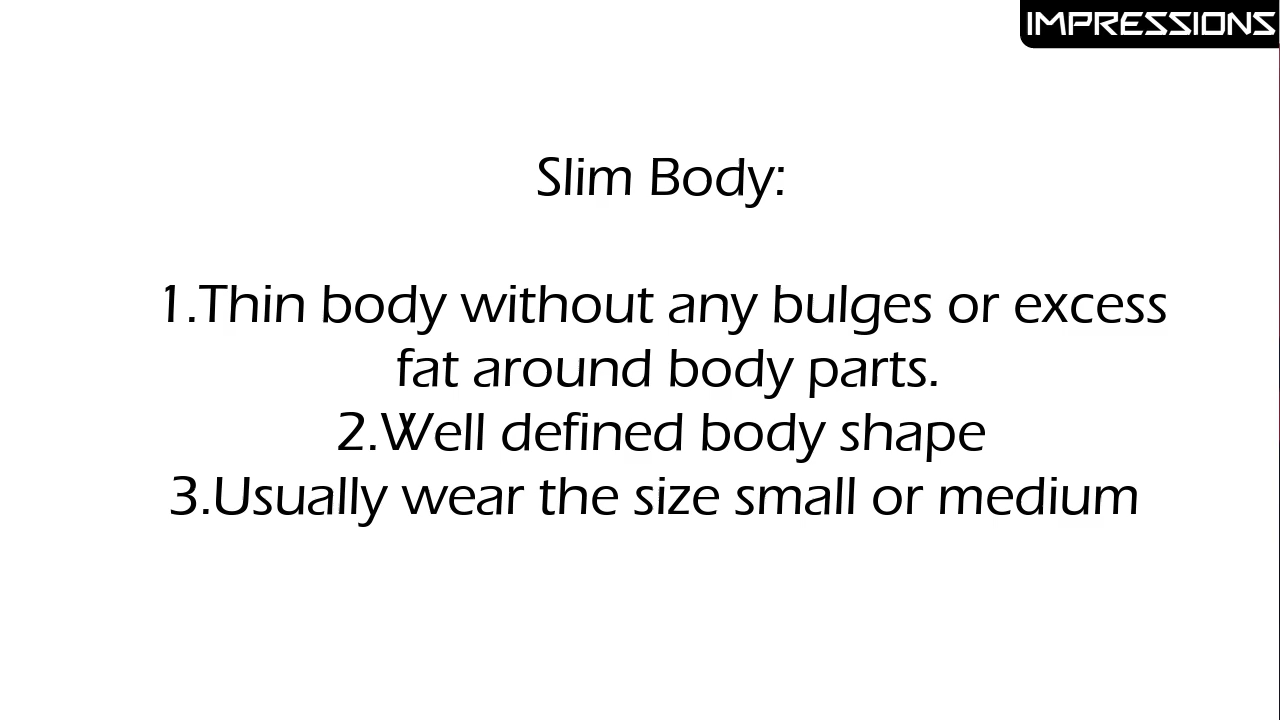 IMPRESSIONS
Slim Body:
1.Thin body without any bulges or excess
fat around body parts.
2.Well defined body shape
3.Usually wear the size small or medium